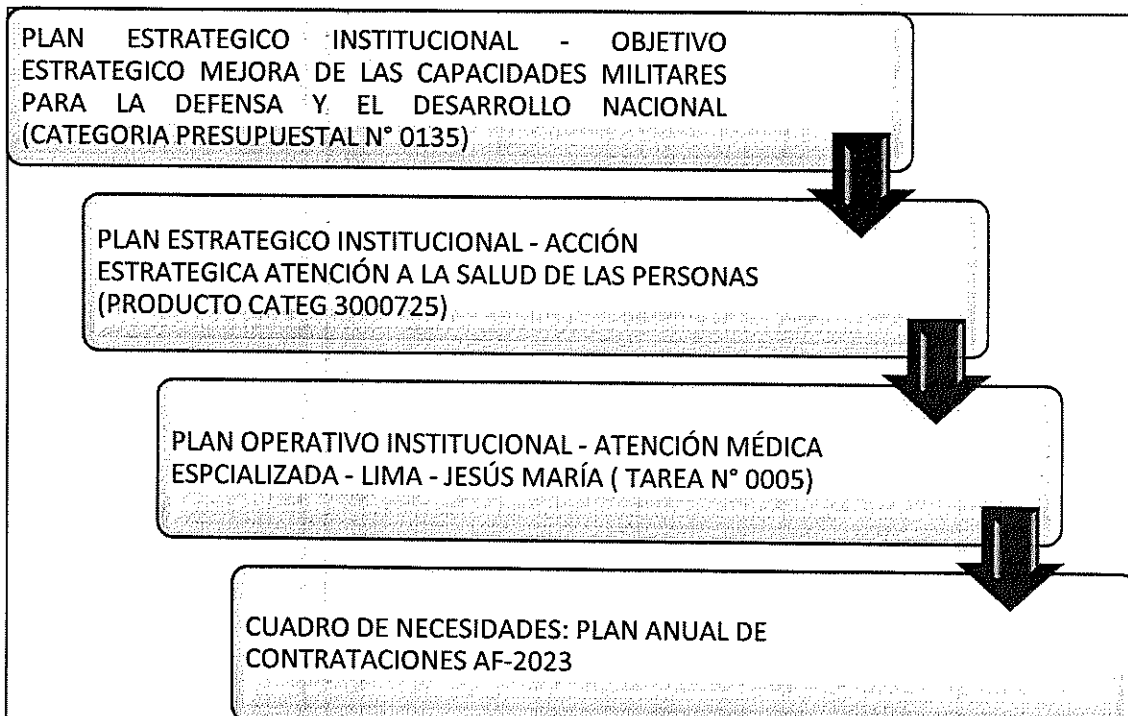 PLAN ESTRATEGICO INSTITUCIONAL - OBJETIVO
ESTRATEGICO MEJORA DE LAS CAPACIDADES MILITARES
PARA LA DEFENSA Y EL DESARROLLO NACIONAL
(CATEGORIA PRESUPUESTAL N° 0135)
PLAN ESTRATEGICO INSTITUCIONAL - ACCIÓN
ESTRATEGICA ATENCIÓN A LA SALUD DE LAS PERSONAS
(PRODUCTO CATEG 3000725)
PLAN OPERATIVO INSTITUCIONAL - ATENCIÓN MÉDICA
ESPCIALIZADA - LIMA - JESÚS MARÍA ( TAREA N° 0005)
CUADRO DE NECESIDADES: PLAN ANUAL DE
CONTRATACIONES AF-2023